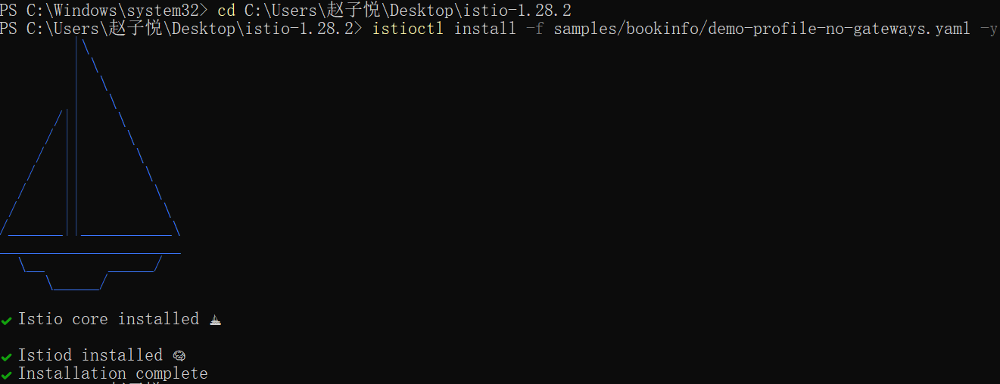 PS C:\Windows\system32> cd C:\Users\赵子悦\Desktop\istio-1.28.2
PS C:\Users\赵子悦\Desktop\istio-1.28.2> istioctl install -f samples/bookinfo/demo-profile-no-gateways.yaml -y
Istio core installed
Istiod installed
Installation complete